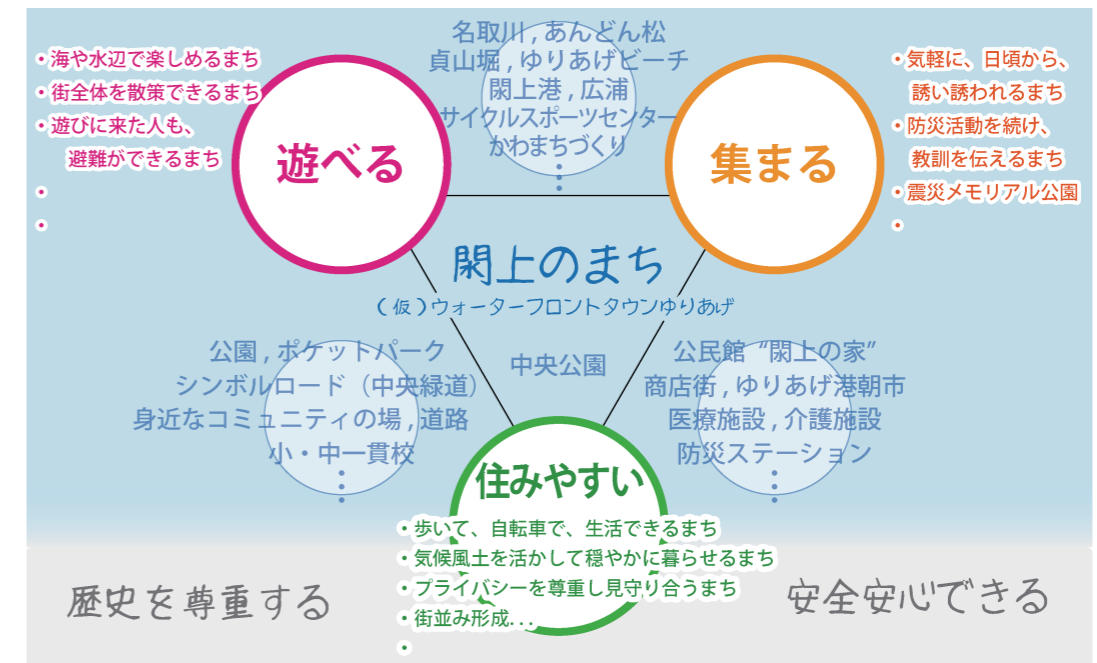 名取川 , あんどん松
貞山堀 , ゆりあげビーチ
閖上港 , 広浦
サイクルスポーツセンター
かわまちづくり
・海や水辺で楽しめるまち
・街全体を散策できるまち
・遊びに来た人も、
避難ができるまち
・
・
遊べる
集まる
・気軽に、日頃から、
誘い誘われるまち
・防災活動を続け、
教訓を伝えるまち
・震災メモリアル公園
・
閖上のまち
（仮）ウォーターフロントタウンゆりあげ
公園 , ポケットパーク
シンボルロード（中央緑道）
身近なコミュニティの場 , 道路
小・中一貫校
中央公園
公民館“閖上の家”
商店街 , ゆりあげ港朝市
医療施設 , 介護施設
防災ステーション
住みやすい
・歩いて、自転車で、生活できるまち
・気候風土を活かして穏やかに暮らせるまち
・プライバシーを尊重し見守り合うまち
・街並み形成. . .
・
歴史を尊重する
安全安心できる